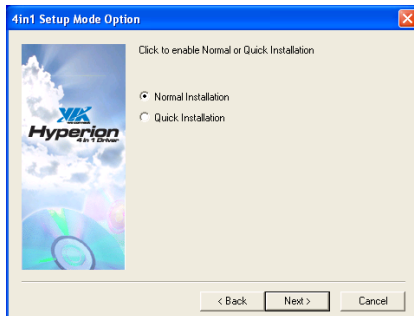 4in1 Setup Mode Option
Click to enable Normal or Quick Installation
Normal Installation
Quick Installation
VIA
Hyperion
4 in 1 Driver
< Back
Next >
Cancel